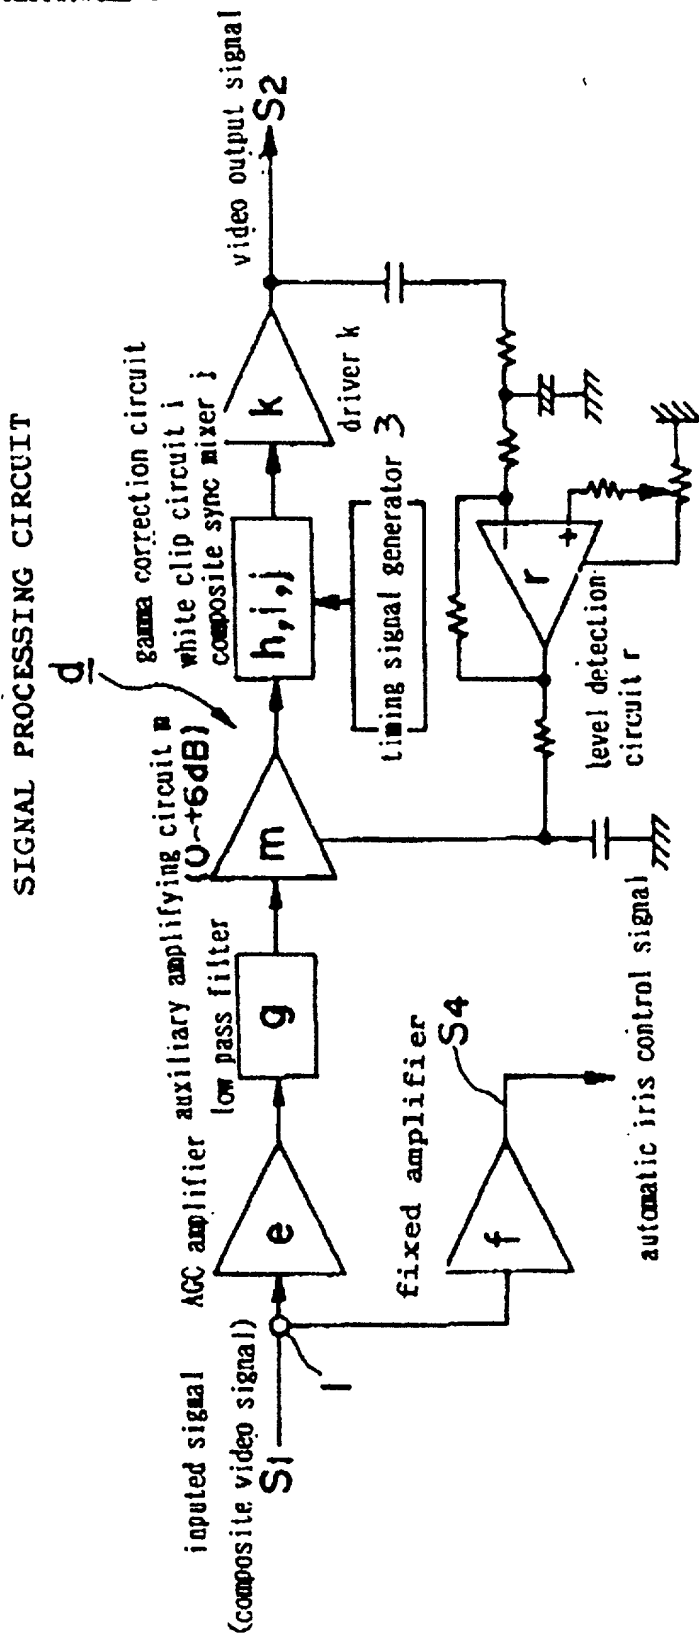 SIGNAL PROCESSING CIRCUIT
d
gamma correction circuit
white clip circuit i
composite sync mixer j
auxiliary amplifying circuit m
(0~+6dB)
AGC amplifier
low pass filter
video output signal
S2
inputed signal
(composite video signal)
S1
1
e
g
m
h,i,j
k
driver k
timing signal generator 3
fixed amplifier
S4
f
automatic iris control signal
r
−
+
level detection
circuit r